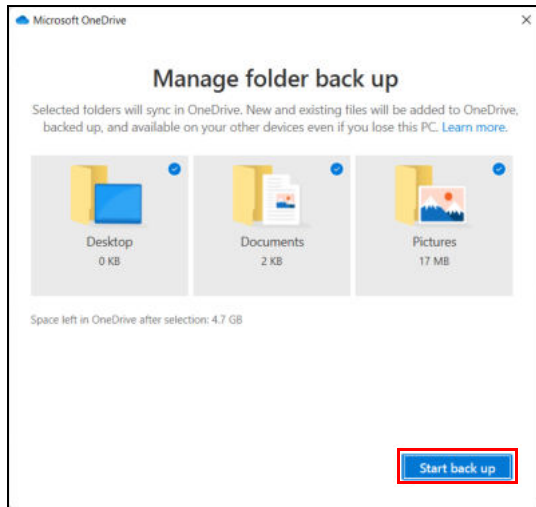 Microsoft OneDrive
Manage folder back up
Selected folders will sync in OneDrive. New and existing files will be added to OneDrive,
backed up, and available on your other devices even if you lose this PC. Learn more.
Desktop
0 KB
Documents
2 KB
Pictures
17 MB
Space left in OneDrive after selection: 4.7 GB
Start back up